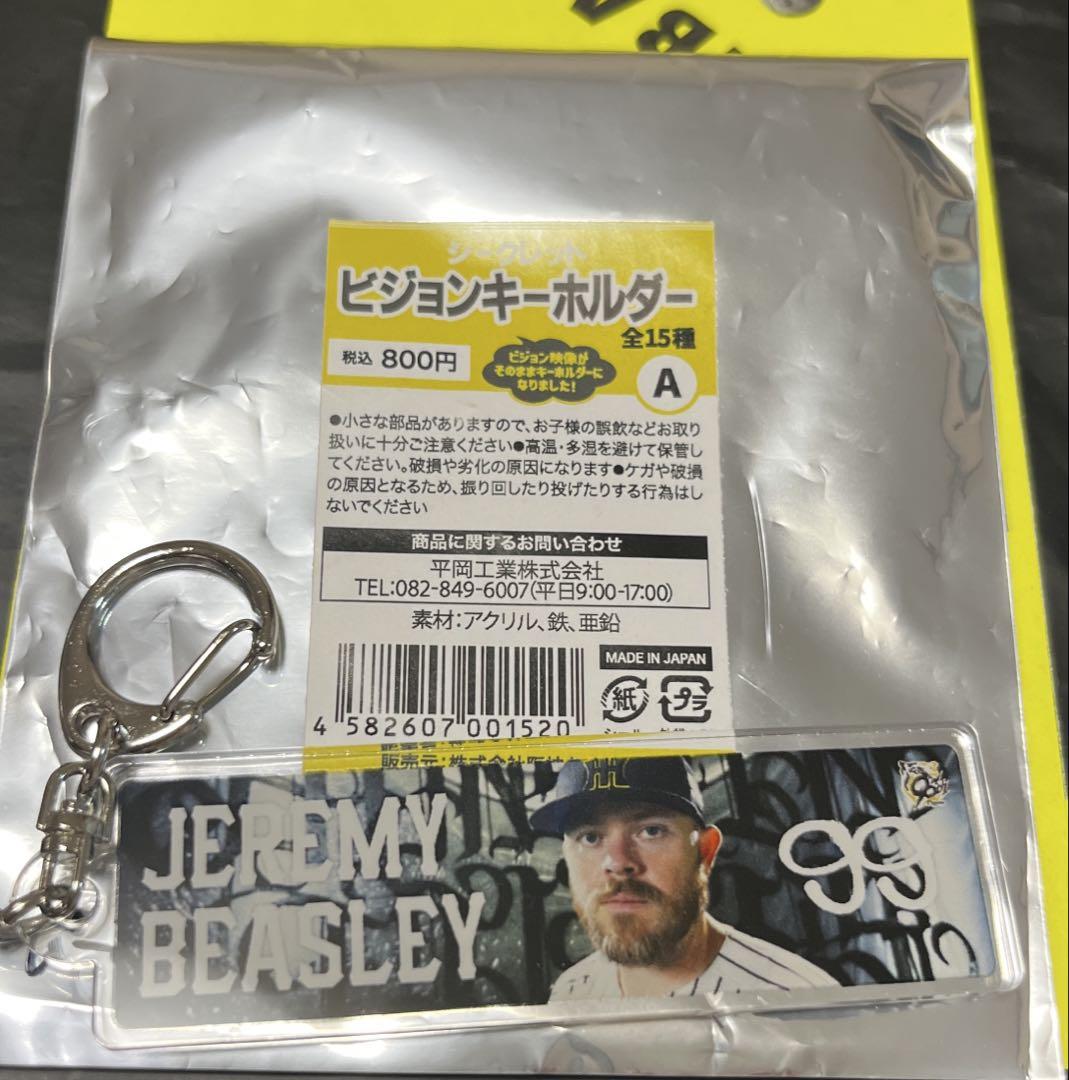 BA
シークレット
ビジョンキーホルダー
全15種
税込 800円
ビジョン映像が
そのままキーホルダーに
なりました!
A
●小さな部品がありますので、お子様の誤飲などお取り
扱いに十分ご注意ください●高温・多湿を避けて保管し
てください。破損や劣化の原因になります●ケガや破損
の原因となるため、振り回したり投げたりする行為はし
ないでください
商品に関するお問い合わせ
平岡工業株式会社
TEL:082-849-6007(平日9:00-17:00)
素材:アクリル、鉄、亜鉛
MADE IN JAPAN
紙
プラ
4 582607 001520
販売元:株式会社阪神
JEREMY
BEASLEY
99